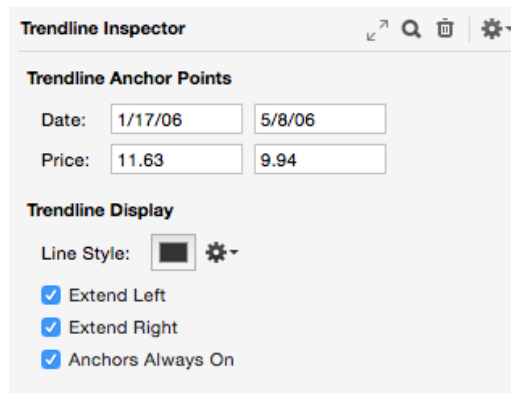 Trendline Inspector
Trendline Anchor Points
Date: 1/17/06 5/8/06
Price: 11.63 9.94
Trendline Display
Line Style:
Extend Left
Extend Right
Anchors Always On